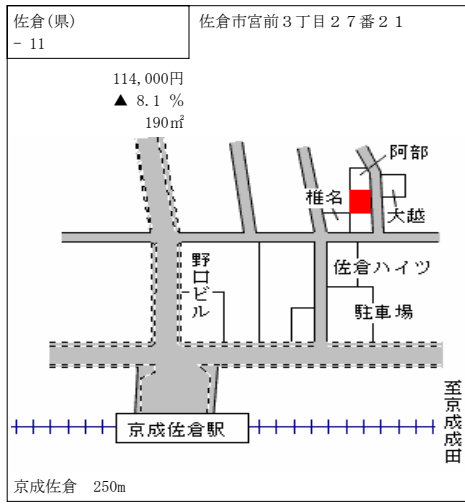 佐倉(県)
- 11
佐倉市宮前３丁目２７番２１
114,000円
▲ 8.1 %
190㎡
阿部
椎名
大越
野口ビル
佐倉ハイツ
駐車場
京成佐倉駅
至京成成田
京成佐倉　250m